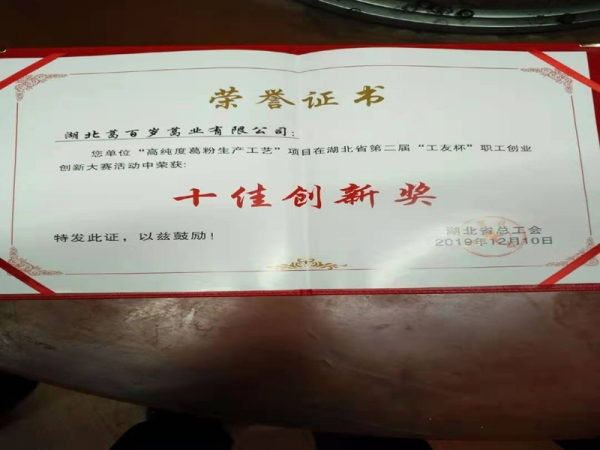 荣誉证书
湖北葛百岁葛业有限公司：
您单位“高纯度葛粉生产工艺”项目在湖北省第二届“工友杯”职工创业
创新大赛活动中荣获：
十佳创新奖
特发此证，以兹鼓励！
湖北省总工会
2019年12月10日